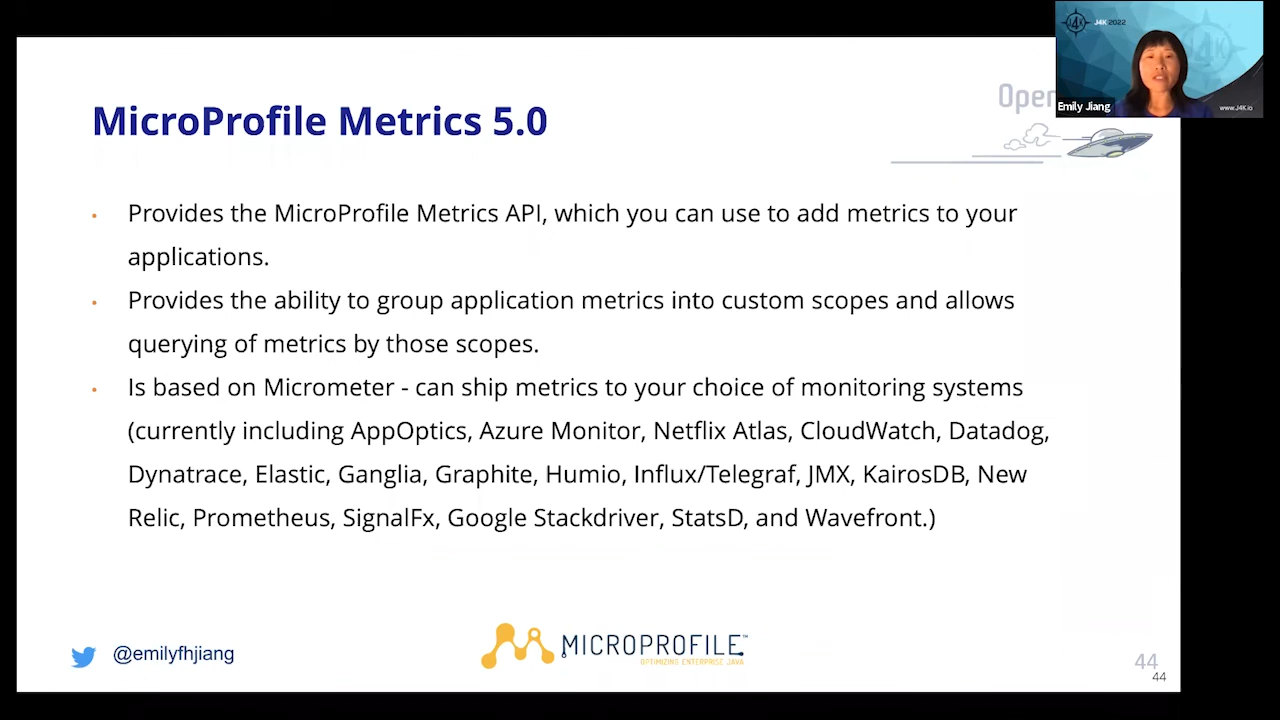 J4K 2022
Emily Jiang
www.J4K.io
Open
MicroProfile Metrics 5.0
• Provides the MicroProfile Metrics API, which you can use to add metrics to your
applications.
• Provides the ability to group application metrics into custom scopes and allows
querying of metrics by those scopes.
• Is based on Micrometer - can ship metrics to your choice of monitoring systems
(currently including AppOptics, Azure Monitor, Netflix Atlas, CloudWatch, Datadog,
Dynatrace, Elastic, Ganglia, Graphite, Humio, Influx/Telegraf, JMX, KairosDB, New
Relic, Prometheus, SignalFx, Google Stackdriver, StatsD, and Wavefront.)
@emilyfhjiang
MICROPROFILE™
OPTIMIZING ENTERPRISE JAVA
44
44